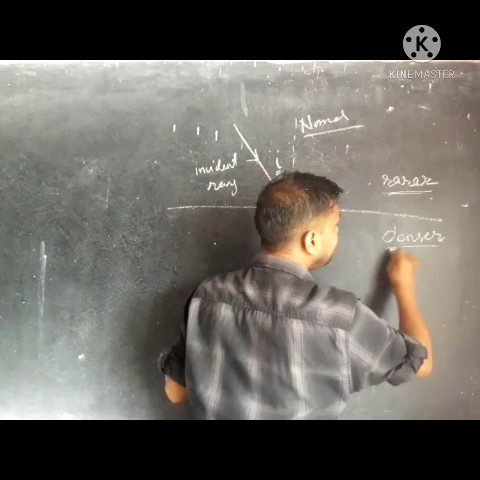 K
KINEMASTER
Normal
i
incident
ray
rarer
denser